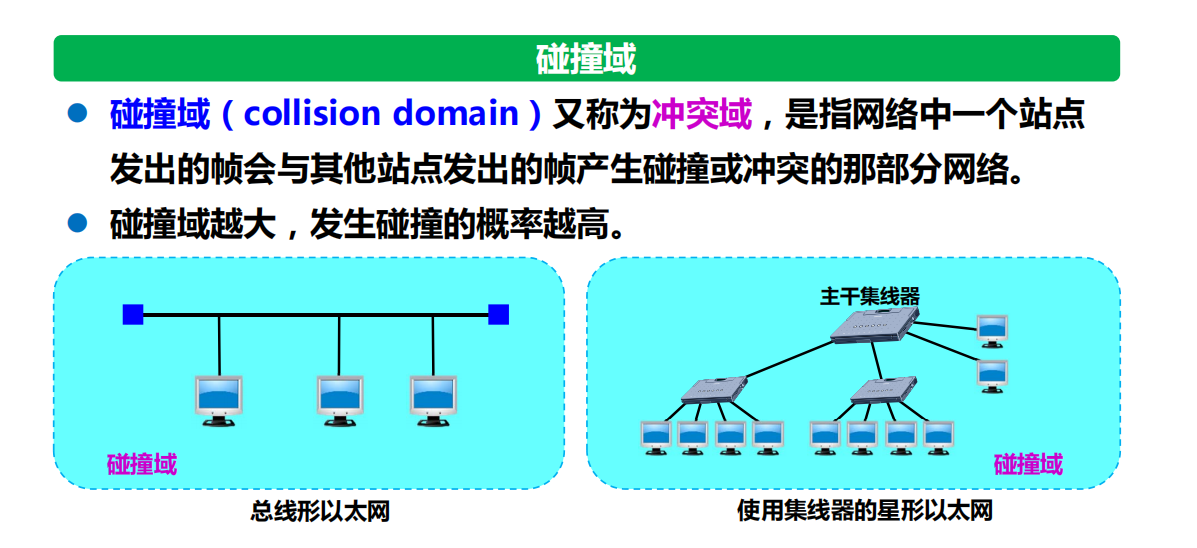 碰撞域
碰撞域（collision domain）又称为冲突域，是指网络中一个站点
发出的帧会与其他站点发出的帧产生碰撞或冲突的那部分网络。
碰撞域越大，发生碰撞的概率越高。
碰撞域
总线形以太网
主干集线器
碰撞域
使用集线器的星形以太网